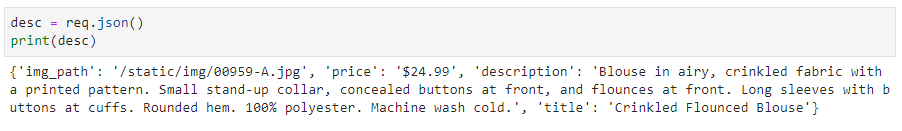 desc = req.json()
print(desc)
{'img_path': '/static/img/00959-A.jpg', 'price': '$24.99', 'description': 'Blouse in airy, crinkled fabric with
a printed pattern. Small stand-up collar, concealed buttons at front, and flounces at front. Long sleeves with b
uttons at cuffs. Rounded hem. 100% polyester. Machine wash cold.', 'title': 'Crinkled Flounced Blouse'}